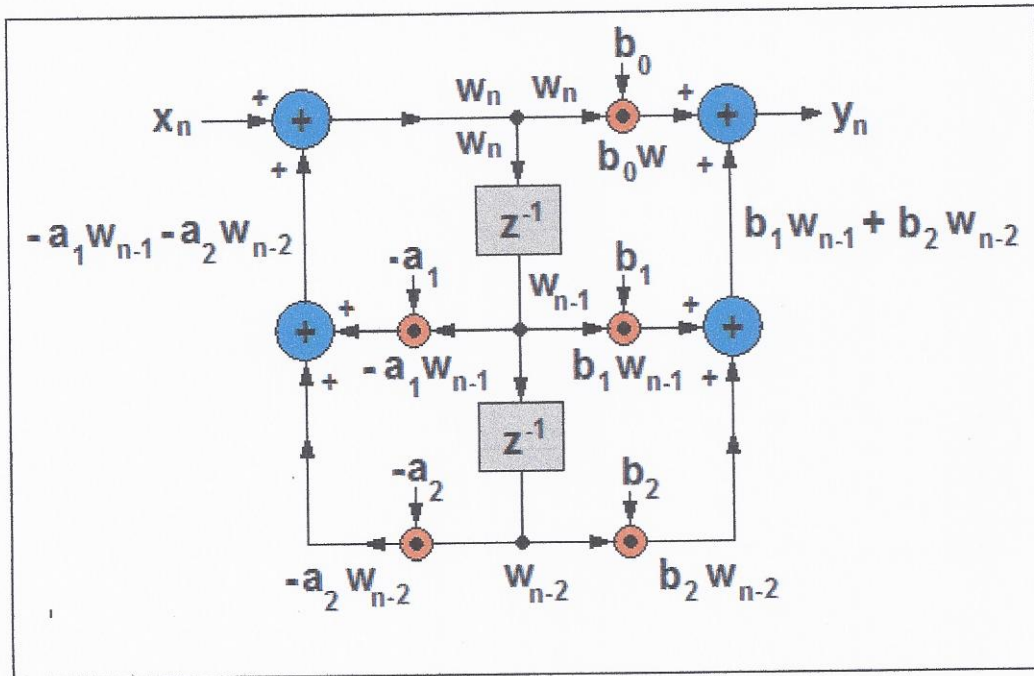 b₀
wₙ wₙ
+ + + +
xₙ yₙ
wₙ
b₀w
+ +
z⁻¹
-a₁wₙ₋₁ -a₂wₙ₋₂ b₁wₙ₋₁ + b₂wₙ₋₂
-a₁ b₁
wₙ₋₁
+ + + +
-a₁wₙ₋₁ b₁wₙ₋₁
+ +
z⁻¹
-a₂ b₂
-a₂wₙ₋₂ wₙ₋₂ b₂wₙ₋₂